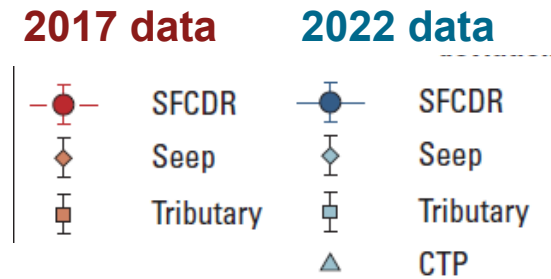 2017 data 2022 data
SFCDR SFCDR
Seep Seep
Tributary Tributary
CTP